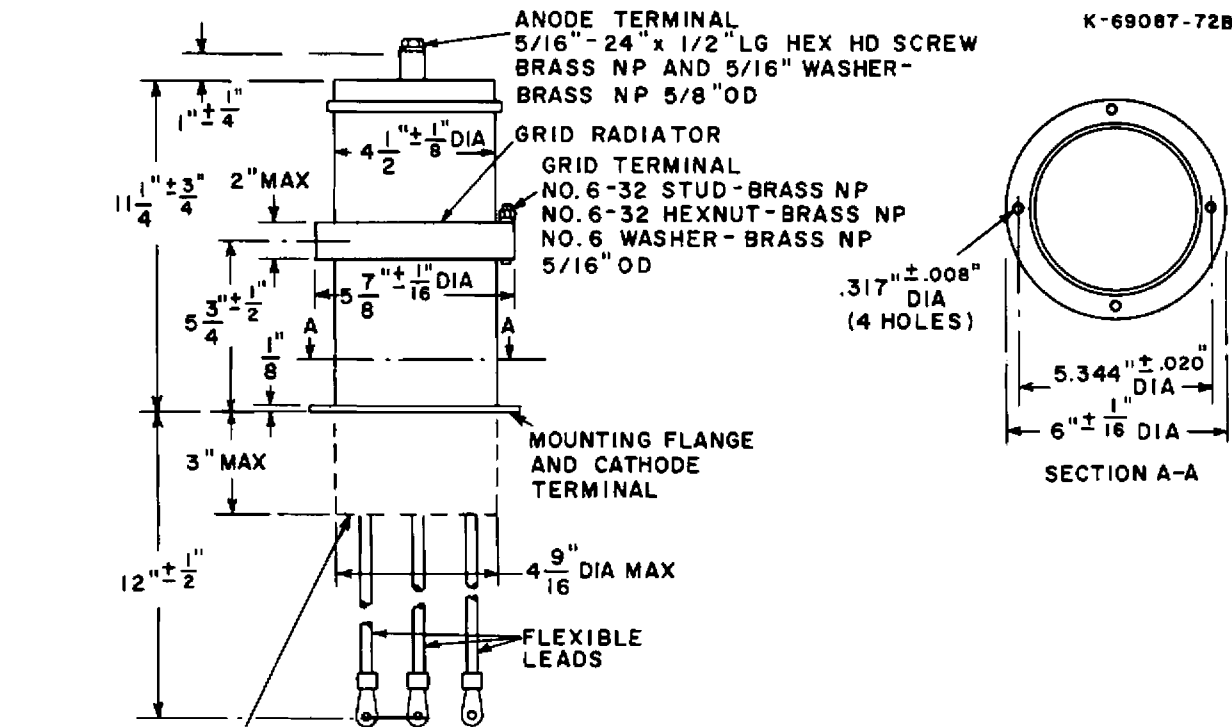 K-69087-72B
ANODE TERMINAL
5/16"-24" x 1/2" LG HEX HD SCREW
BRASS NP AND 5/16" WASHER-
BRASS NP 5/8" OD
1" ± 1/4"
4 1/2" ± 1/8" DIA
GRID RADIATOR
GRID TERMINAL
NO. 6-32 STUD-BRASS NP
NO. 6-32 HEXNUT-BRASS NP
NO. 6 WASHER-BRASS NP
5/16" OD
2" MAX
11 1/4" ± 3/4"
5 7/8" ± 1/16" DIA
5 3/4" ± 1/2"
A
A
1/8"
.317" ± .008"
DIA
(4 HOLES)
5.344" ± .020"
DIA
6" ± 1/16" DIA
SECTION A-A
MOUNTING FLANGE
AND CATHODE
TERMINAL
3" MAX
12" ± 1/2"
4 9/16" DIA MAX
FLEXIBLE
LEADS